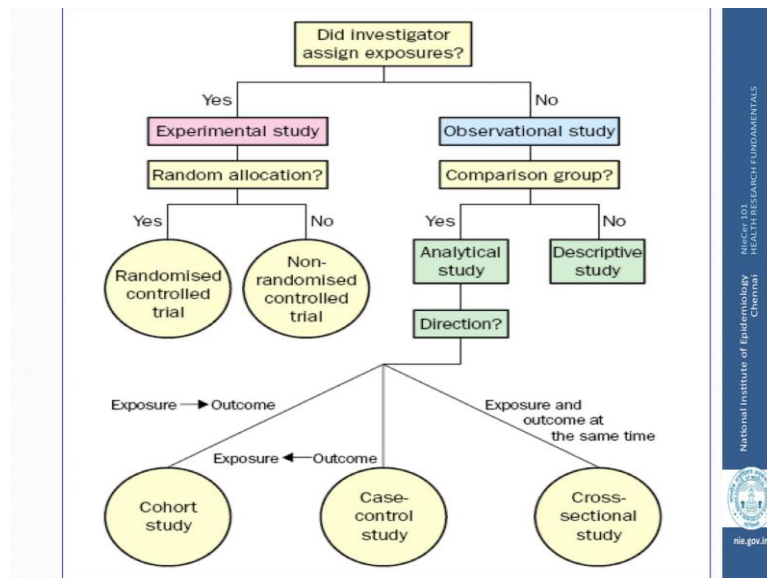 Did investigator
assign exposures?
Yes
No
Experimental study
Observational study
Random allocation?
Comparison group?
Yes
No
Yes
No
Randomised
controlled
trial
Non-
randomised
controlled
trial
Analytical
study
Descriptive
study
Direction?
Exposure → Outcome
Exposure ← Outcome
Exposure and
outcome at
the same time
Cohort
study
Case-
control
study
Cross-
sectional
study
NIeCer 101
HEALTH RESEARCH FUNDAMENTALS
National Institute of Epidemiology
Chennai
nie.gov.in